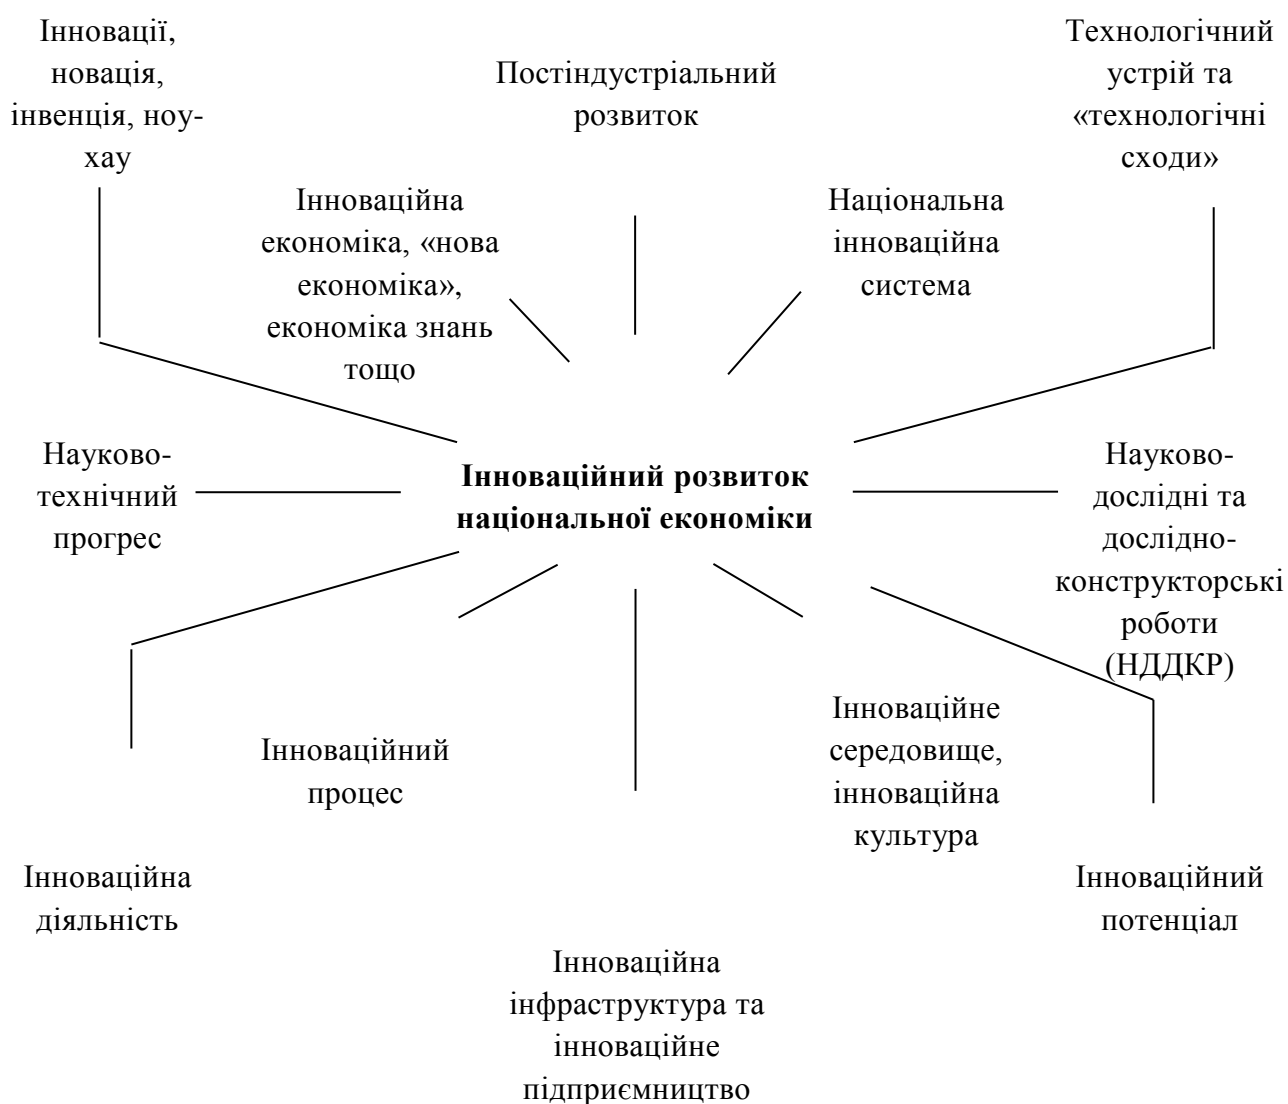 Інновації,
новація,
інвенція, ноу-
хау
Постіндустріальний
розвиток
Технологічний
устрій та
«технологічні
сходи»
Інноваційна
економіка, «нова
економіка»,
економіка знань
тощо
Національна
інноваційна
система
Науково-
технічний
прогрес
Інноваційний розвиток
національної економіки
Науково-
дослідні та
дослідно-
конструкторські
роботи
(НДДКР)
Інноваційний
процес
Інноваційне
середовище,
інноваційна
культура
Інноваційна
діяльність
Інноваційний
потенціал
Інноваційна
інфраструктура та
інноваційне
підприємництво